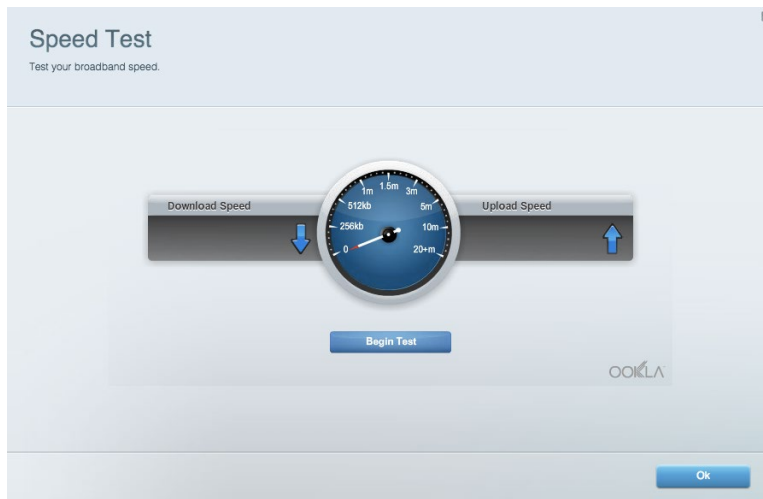 Speed Test
Test your broadband speed.
Download Speed
Upload Speed
0
256kb
512kb
1m
1.5m
3m
5m
10m
20+m
Begin Test
OOKLA
Ok